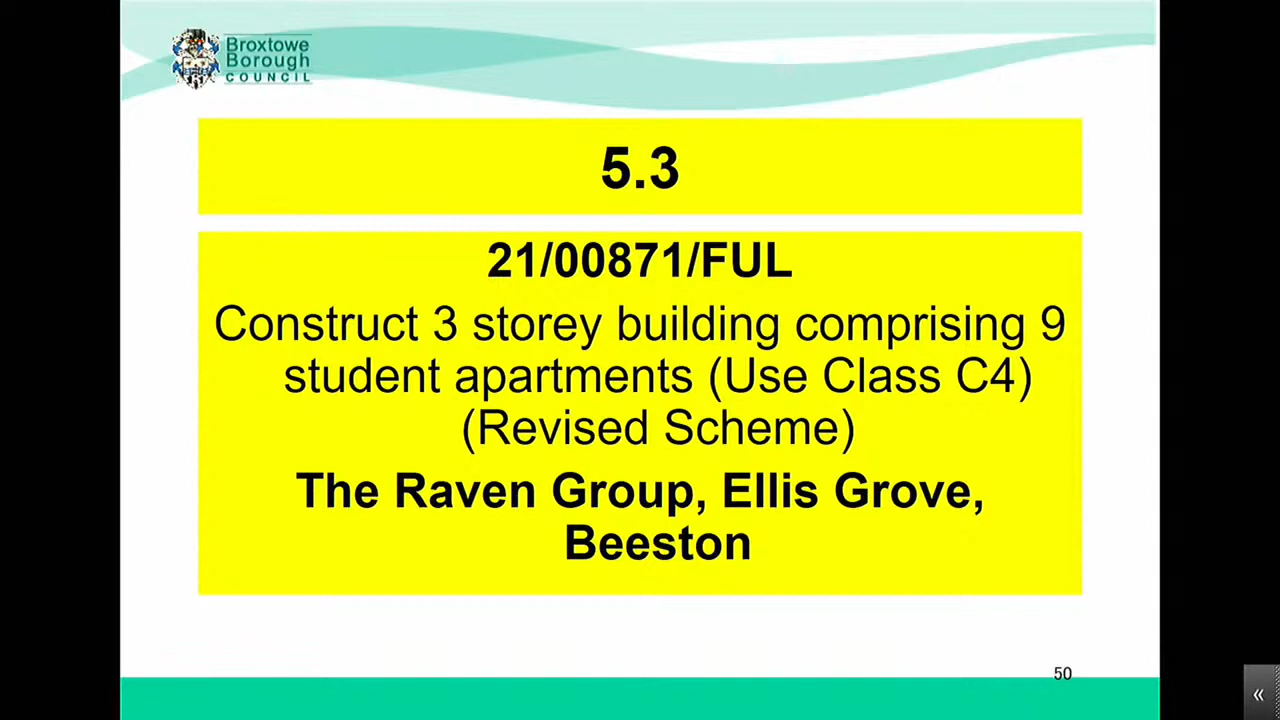 Broxtowe
Borough
COUNCIL
5.3
21/00871/FUL
Construct 3 storey building comprising 9
student apartments (Use Class C4)
(Revised Scheme)
The Raven Group, Ellis Grove,
Beeston
50
«